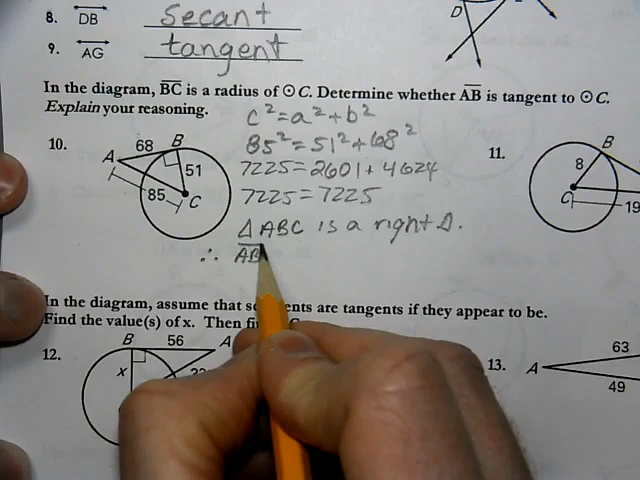 8. DB secant
9. AG tangent
D
In the diagram, BC is a radius of ⊙C. Determine whether AB is tangent to ⊙C.
Explain your reasoning.
c² = a² + b²
85² = 51² + 68²
7225 = 2601 + 4624
7225 = 7225
△ ABC is a right △.
∴ AB
10.
68 B
A
51
85 C
11.
B
8
C
19
In the diagram, assume that segments are tangents if they appear to be.
Find the value(s) of x. Then
12.
B 56 A
x
13.
A
63
49